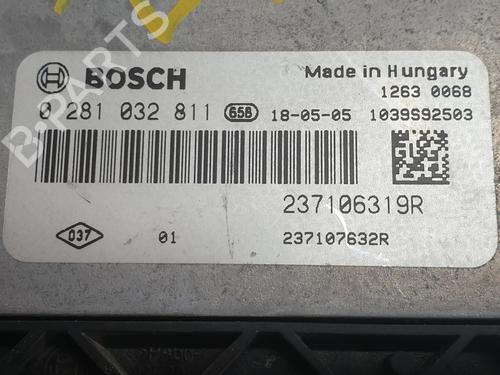 BOSCH
Made in Hungary
1263 0068
0 281 032 811 658 18-05-05 1039S92503
237106319R
037 01 237107632R
B-PARTS